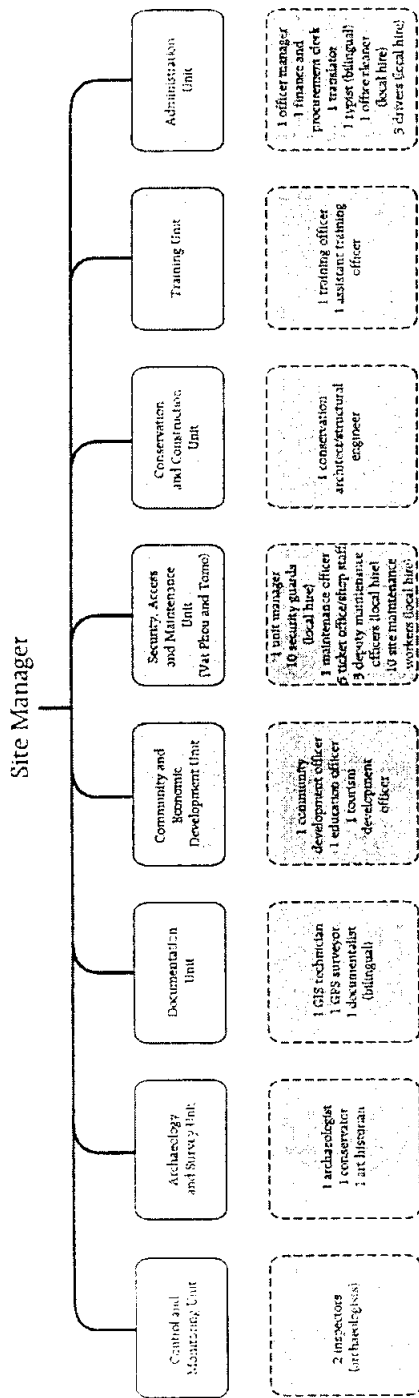 Site Manager
Control and
Monitoring Unit
2 inspectors
(archaeologists)
Archaeology
and Survey Unit
1 archaeologist
1 conservator
1 art historian
Documentation
Unit
1 GIS technician
1 GPS surveyor
1 documentalist
(bilingual)
Community and
Economic
Development Unit
1 community
development officer
1 education officer
1 tourism
development
officer
Security, Access
and Maintenance
Unit
(Vat Phou and Tomo)
1 unit manager
10 security guards
(local hire)
1 maintenance officer
5 ticket office/shop staff
3 deputy maintenance
officers (local hire)
10 site maintenance
workers (local hire)
Conservation
and Construction
Unit
1 conservation
architect/structural
engineer
Training Unit
1 training officer
1 assistant training
officer
Administration
Unit
1 officer manager
1 finance and
procurement clerk
1 translator
1 typist (bilingual)
1 office cleaner
(local hire)
drivers (local hire)